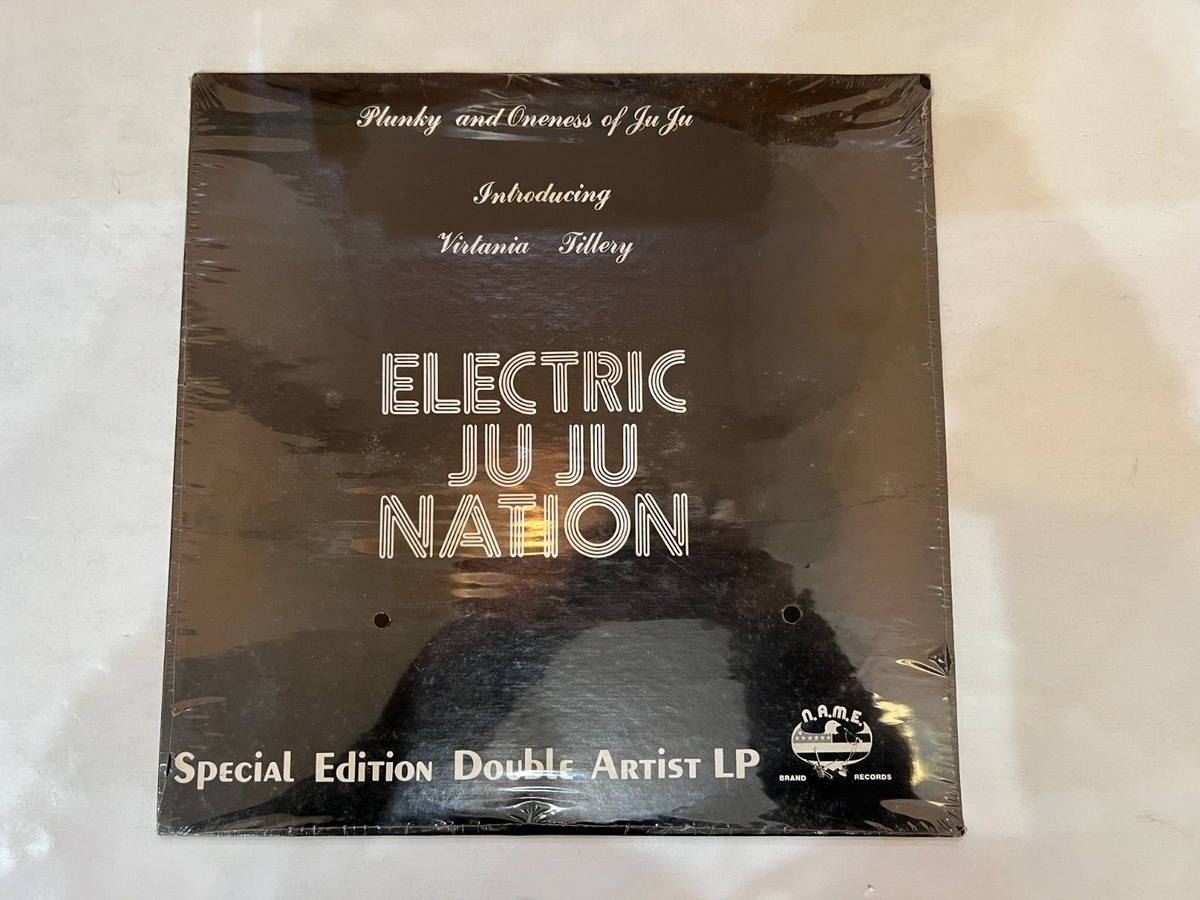 Plunky and Oneness of Ju Ju
Introducing
Virtania Tillery
ELECTRIC
JU JU
NATION
Special Edition Double Artist LP
N.A.M.E.
BRAND RECORDS